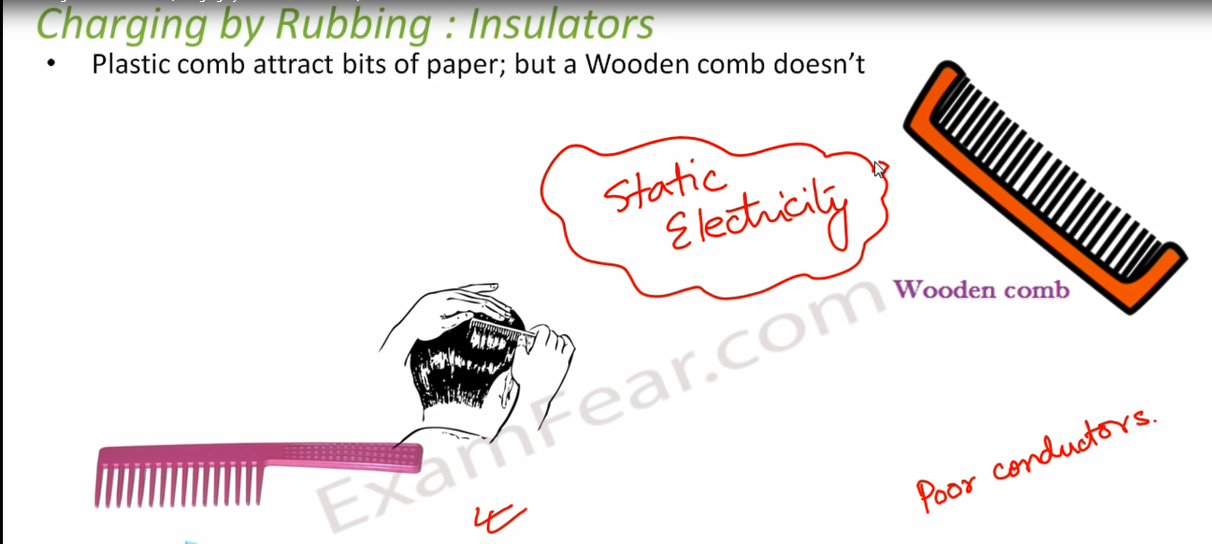 Charging by Rubbing : Insulators
• Plastic comb attract bits of paper; but a Wooden comb doesn't
Static
Electricity
Wooden comb
ExamFear.com
Poor conductors.